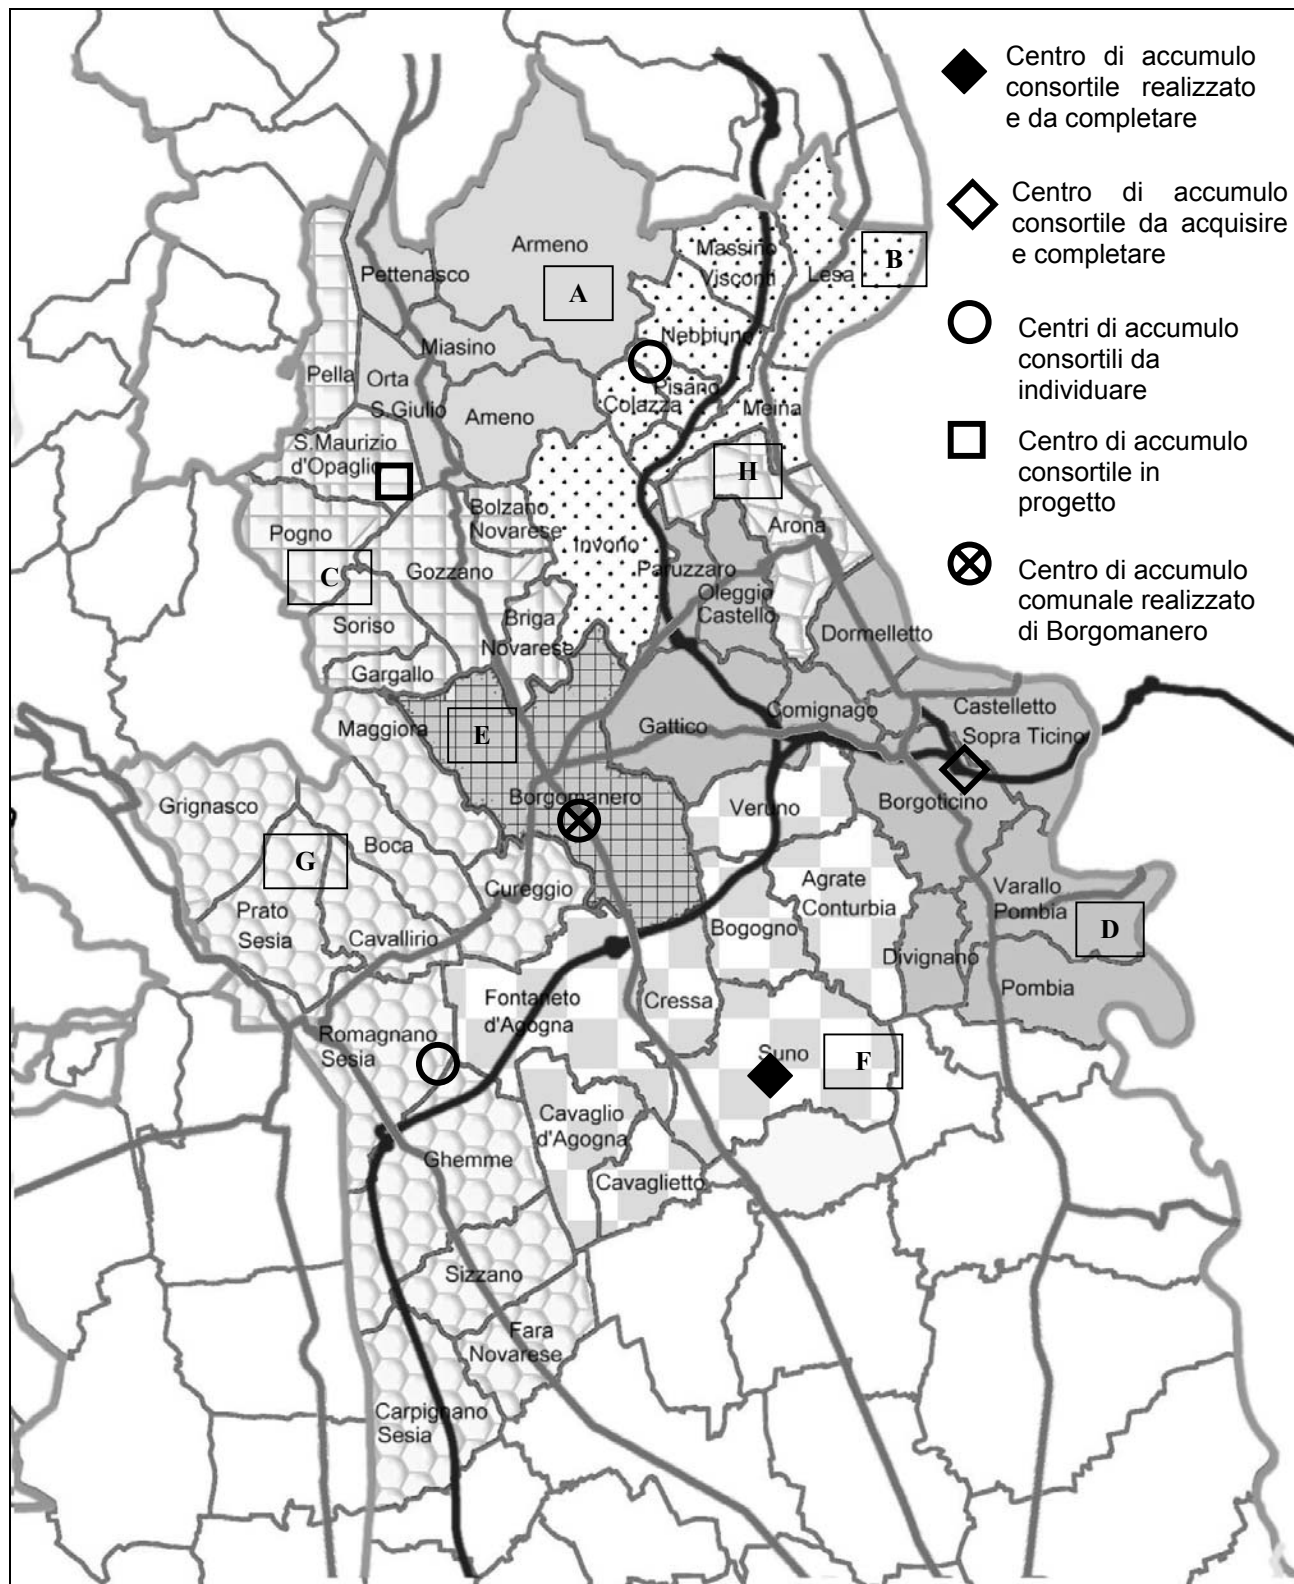 Centro di accumulo
consortile realizzato
e da completare
Centro di accumulo
consortile da acquisire
e completare
Centri di accumulo
consortili da
individuare
Centro di accumulo
consortile in
progetto
Centro di accumulo
comunale realizzato
di Borgomanero
Armeno
Massino
Visconti
Lesa
B
Pettenasco
A
Nebbiuno
Miasino
Pella
Orta
S.Giulio
Pisano
Colazza
Meina
Ameno
S.Maurizio
d'Opaglio
H
Bolzano
Novarese
Arona
Pogno
Invorio
C
Gozzano
Paruzzaro
Oleggio
Castello
Soriso
Briga
Novarese
Dormelletto
Gargallo
Maggiora
E
Gattico
Comignago
Castelletto
Sopra Ticino
Grignasco
Borgomanero
Veruno
Borgoticino
G
Boca
Cureggio
Agrate
Conturbia
Varallo
Pombia
D
Prato
Sesia
Cavallirio
Bogogno
Divignano
Fontaneto
d'Agogna
Cressa
Pombia
Romagnano
Sesia
Suno
F
Cavaglio
d'Agogna
Ghemme
Cavaglietto
Sizzano
Fara
Novarese
Carpignano
Sesia